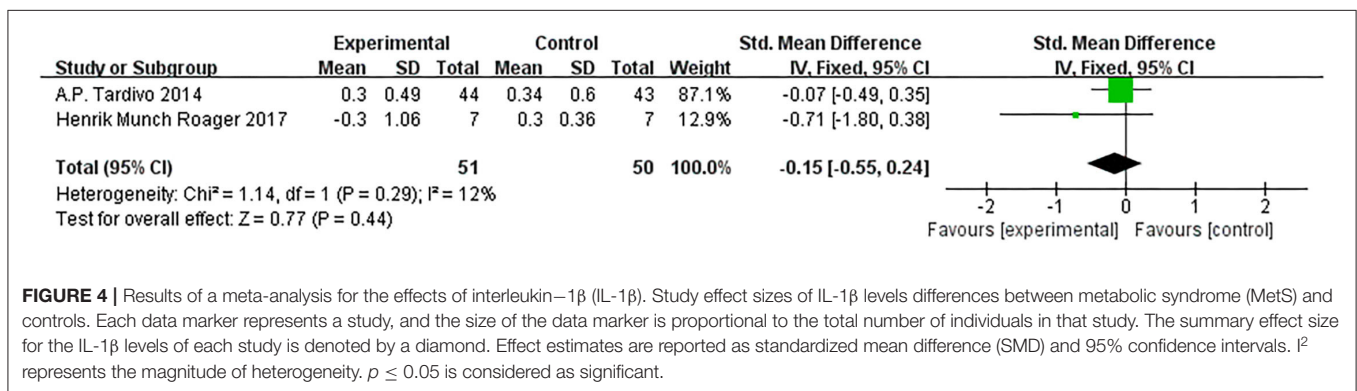 Experimental Control Std. Mean Difference Std. Mean Difference
Study or Subgroup Mean SD Total Mean SD Total Weight IV, Fixed, 95% CI IV, Fixed, 95% CI
A.P. Tardivo 2014 0.3 0.49 44 0.34 0.6 43 87.1% -0.07 [-0.49, 0.35]
Henrik Munch Roager 2017 -0.3 1.06 7 0.3 0.36 7 12.9% -0.71 [-1.80, 0.38]
Total (95% CI) 51 50 100.0% -0.15 [-0.55, 0.24]
Heterogeneity: Chi² = 1.14, df = 1 (P = 0.29); I² = 12%
Test for overall effect: Z = 0.77 (P = 0.44)
-2 -1 0 1 2
Favours [experimental] Favours [control]
FIGURE 4 | Results of a meta-analysis for the effects of interleukin−1β (IL-1β). Study effect sizes of IL-1β levels differences between metabolic syndrome (MetS) and
controls. Each data marker represents a study, and the size of the data marker is proportional to the total number of individuals in that study. The summary effect size
for the IL-1β levels of each study is denoted by a diamond. Effect estimates are reported as standardized mean difference (SMD) and 95% confidence intervals. I²
represents the magnitude of heterogeneity. p ≤ 0.05 is considered as significant.